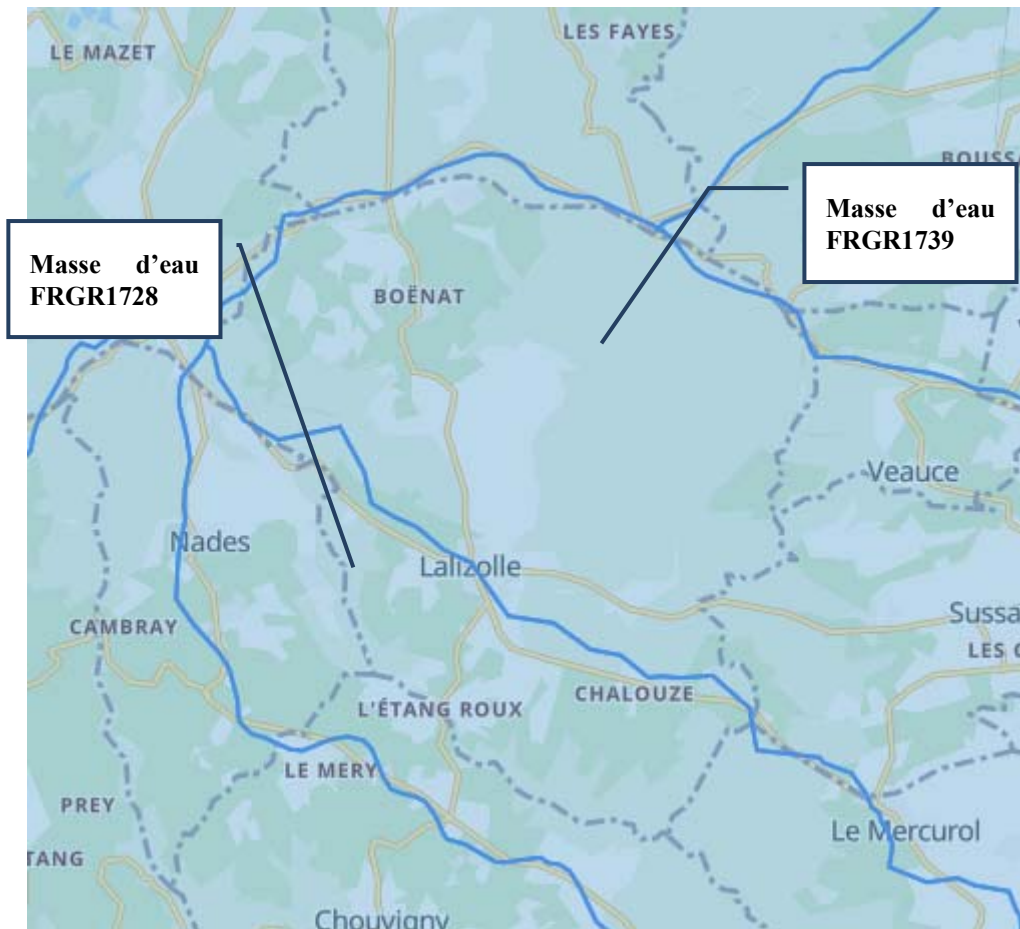 LES FAYES
LE MAZET
BOUSS
Masse d'eau
FRGR1739
Masse d'eau
FRGR1728
BOËNAT
Veauce
Nades
Lalizolle
Sussa
CAMBRAY
LES C
CHALOUZE
L'ÉTANG ROUX
LE MERY
PREY
Le Mercurol
TANG
Chouvigny